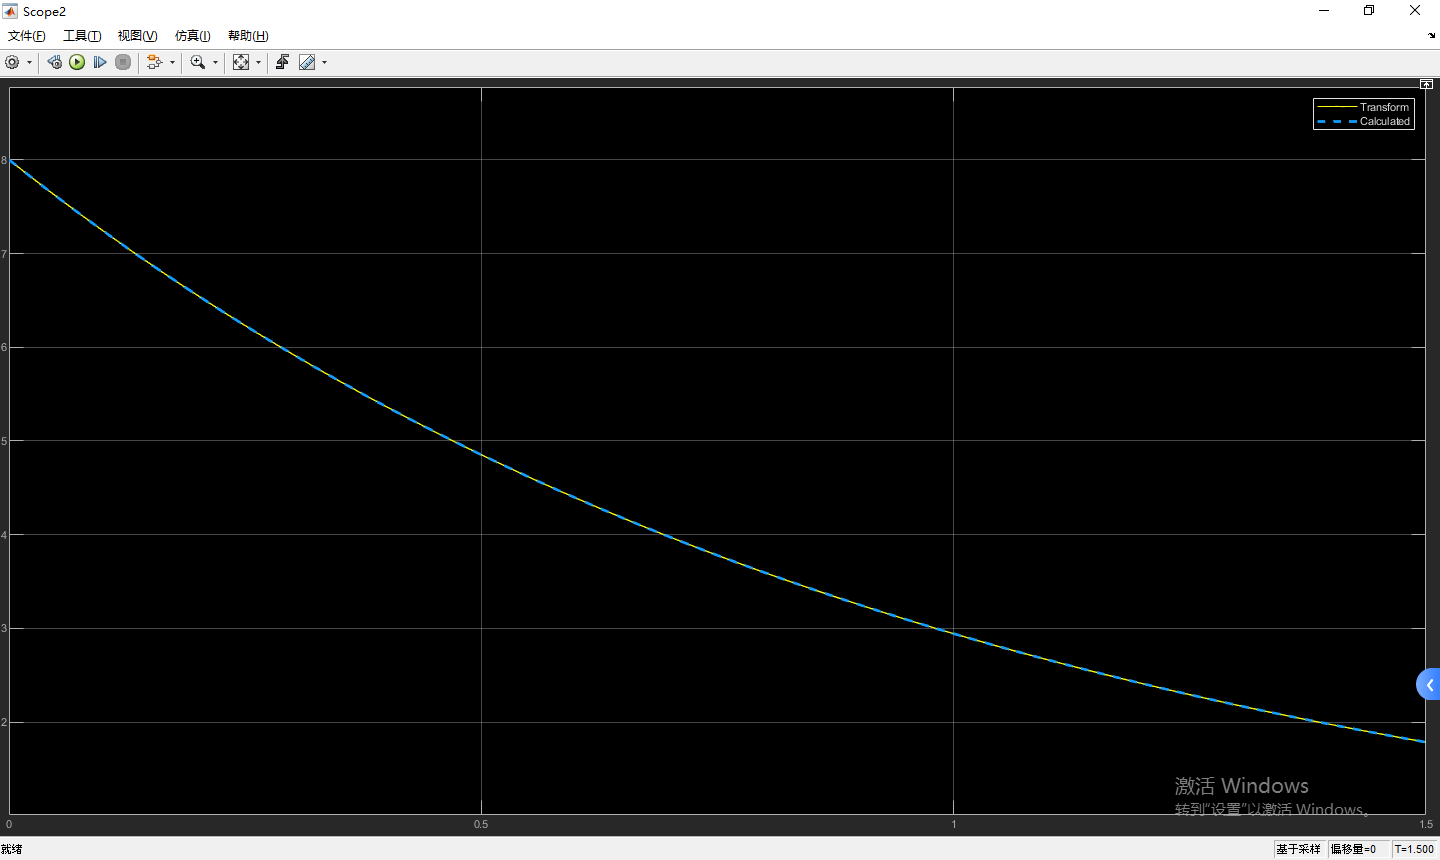 Scope2
文件(F) 工具(T) 视图(V) 仿真(I) 帮助(H)
Transform
Calculated
8
7
6
5
4
3
2
0 0.5 1 1.5
激活 Windows
转到"设置"以激活 Windows。
就绪 基于采样 偏移量=0 T=1.500